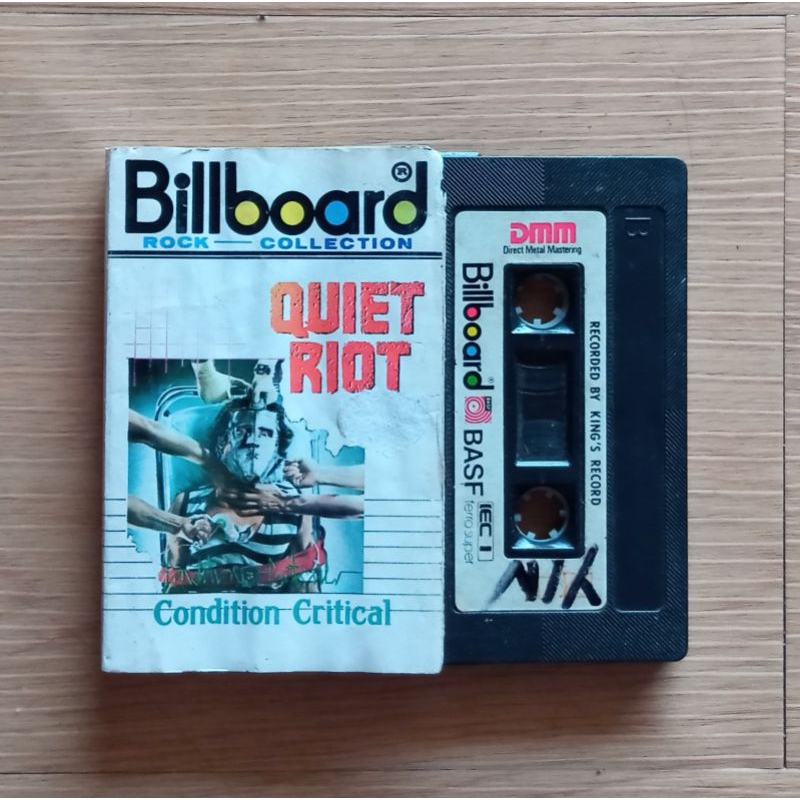 Billboard®
ROCK — COLLECTION
QUIET
RIOT
Condition Critical
DMM
Direct Metal Mastering
Billboard® BASF IEC I
ferro super
RECORDED BY KING'S RECORD
NIX
B